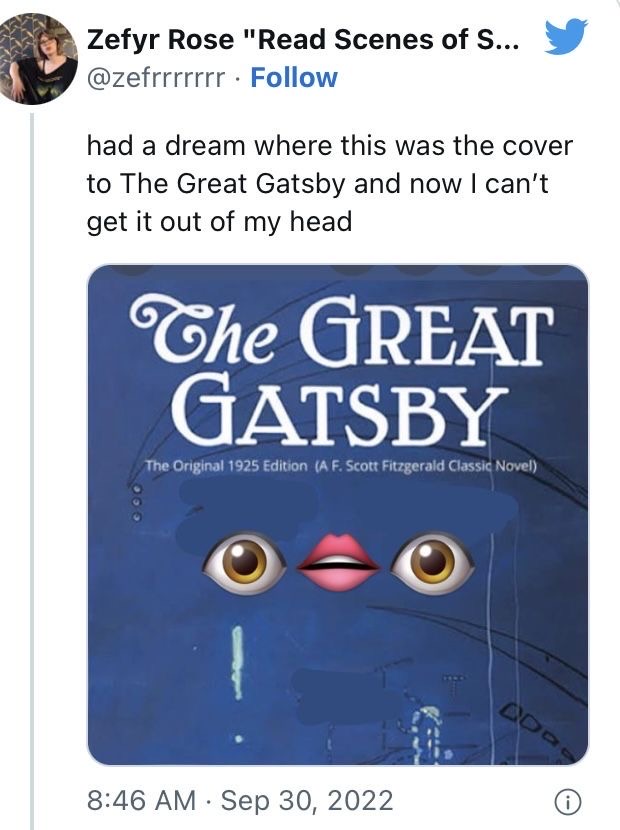 Zefyr Rose "Read Scenes of S...
@zefrrrrrrr · Follow
had a dream where this was the cover
to The Great Gatsby and now I can’t
get it out of my head
The GREAT
GATSBY
The Original 1925 Edition (A F. Scott Fitzgerald Classic Novel)
8:46 AM · Sep 30, 2022